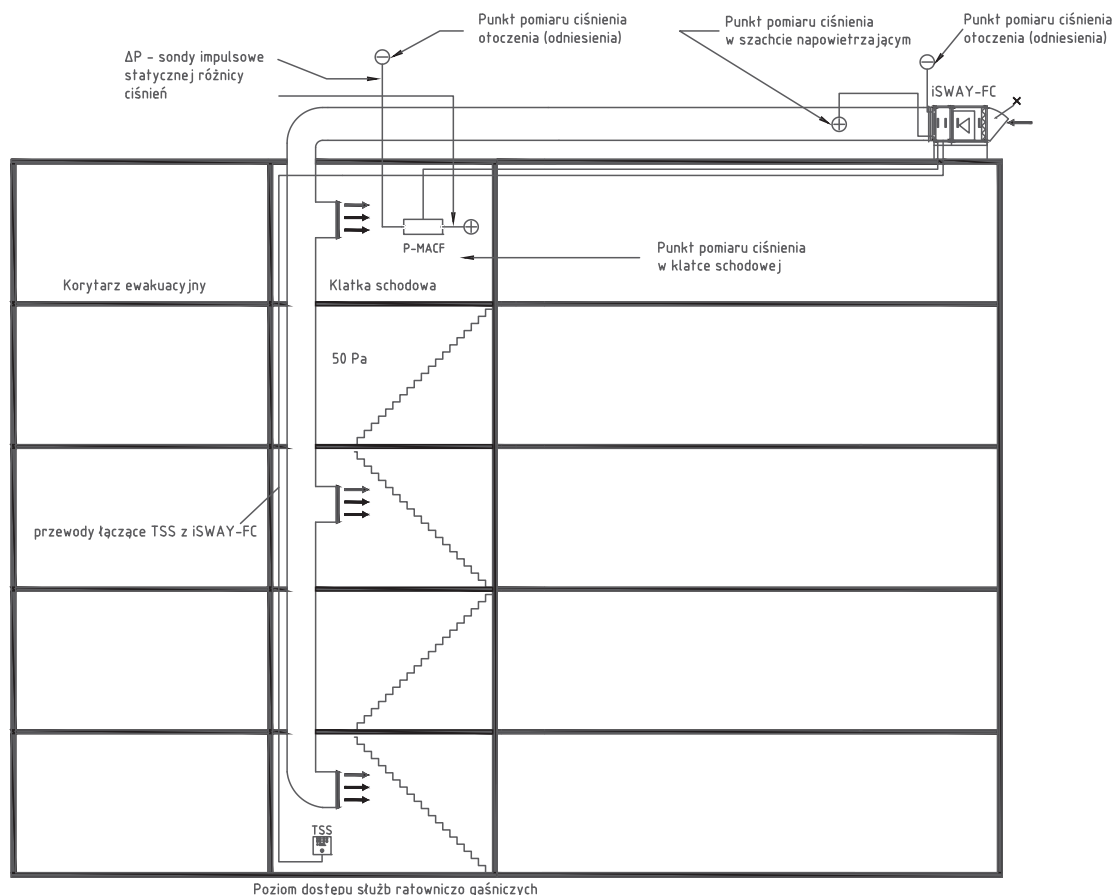 Punkt pomiaru ciśnienia
otoczenia (odniesienia)
Punkt pomiaru ciśnienia
w szachcie napowietrzającym
Punkt pomiaru ciśnienia
otoczenia (odniesienia)
ΔP - sondy impulsowe
statycznej różnicy
ciśnień
iSWAY-FC
P-MACF
Punkt pomiaru ciśnienia
w klatce schodowej
Korytarz ewakuacyjny
Klatka schodowa
50 Pa
przewody łączące TSS z iSWAY-FC
TSS
Poziom dostępu służb ratowniczo gaśniczych